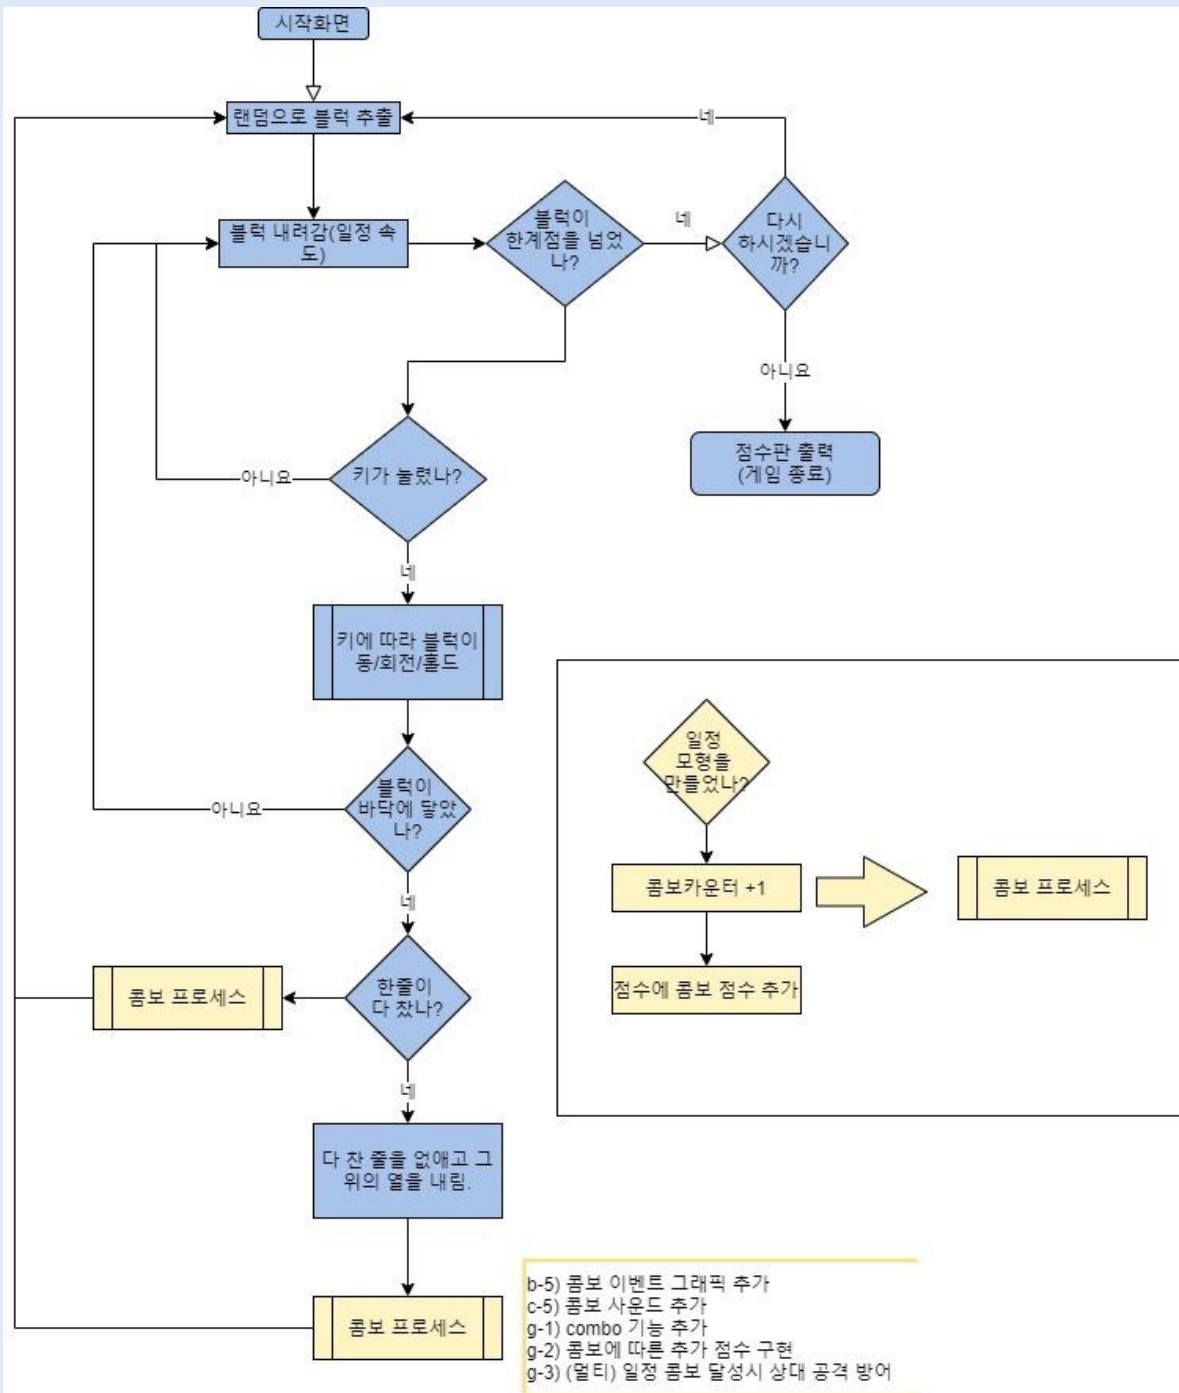 시작화면
랜덤으로 블럭 추출
네
블럭 내려감(일정 속
도)
블럭이
한계점을 넘었
나?
네
다시
하시겠습니
까?
아니요
점수판 출력
(게임 종료)
키가 눌렸나?
아니요
네
키에 따라 블럭이
동/회전/홀드
블럭이
바닥에 닿았
나?
아니요
네
한줄이
다 찼나?
콤보 프로세스
네
다 찬 줄을 없애고 그
위의 열을 내림.
콤보 프로세스
일정
모형을
만들었나?
콤보카운터 +1
콤보 프로세스
점수에 콤보 점수 추가
b-5) 콤보 이벤트 그래픽 추가
c-5) 콤보 사운드 추가
g-1) combo 기능 추가
g-2) 콤보에 따른 추가 점수 구현
g-3) (멀티) 일정 콤보 달성시 상대 공격 방어